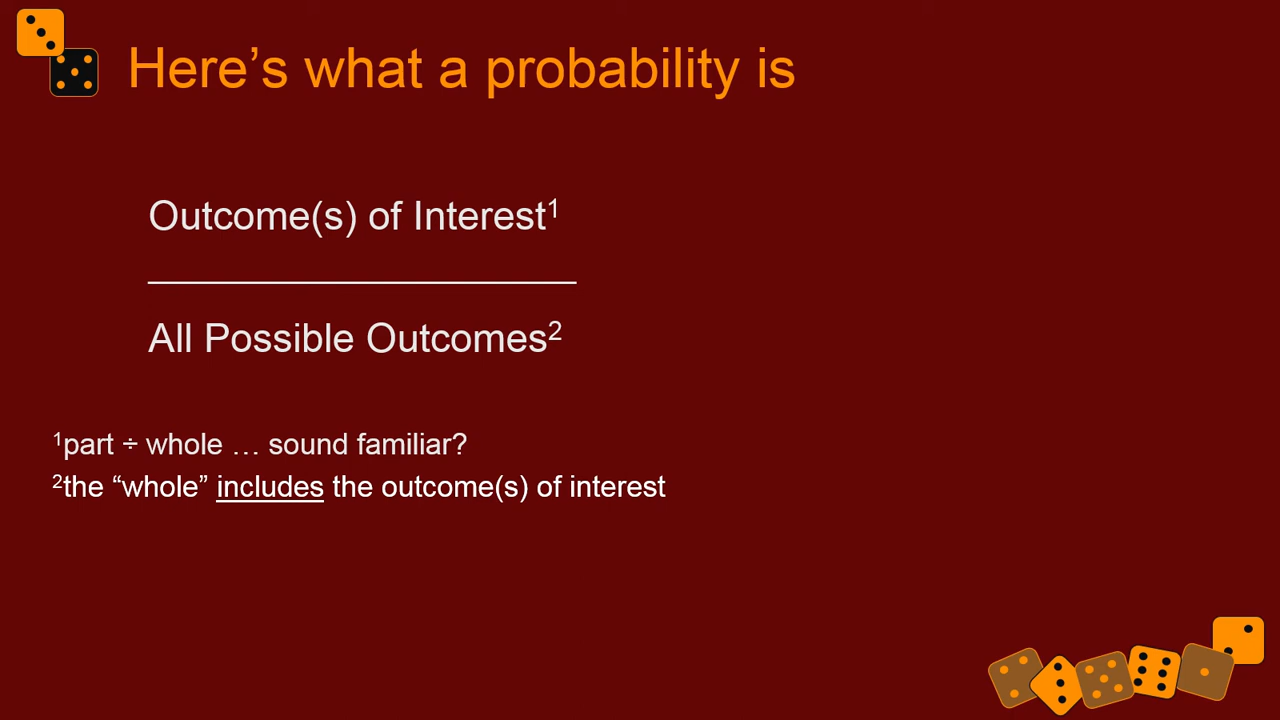 Here’s what a probability is
Outcome(s) of Interest¹
All Possible Outcomes²
¹part ÷ whole … sound familiar?
²the “whole” includes the outcome(s) of interest